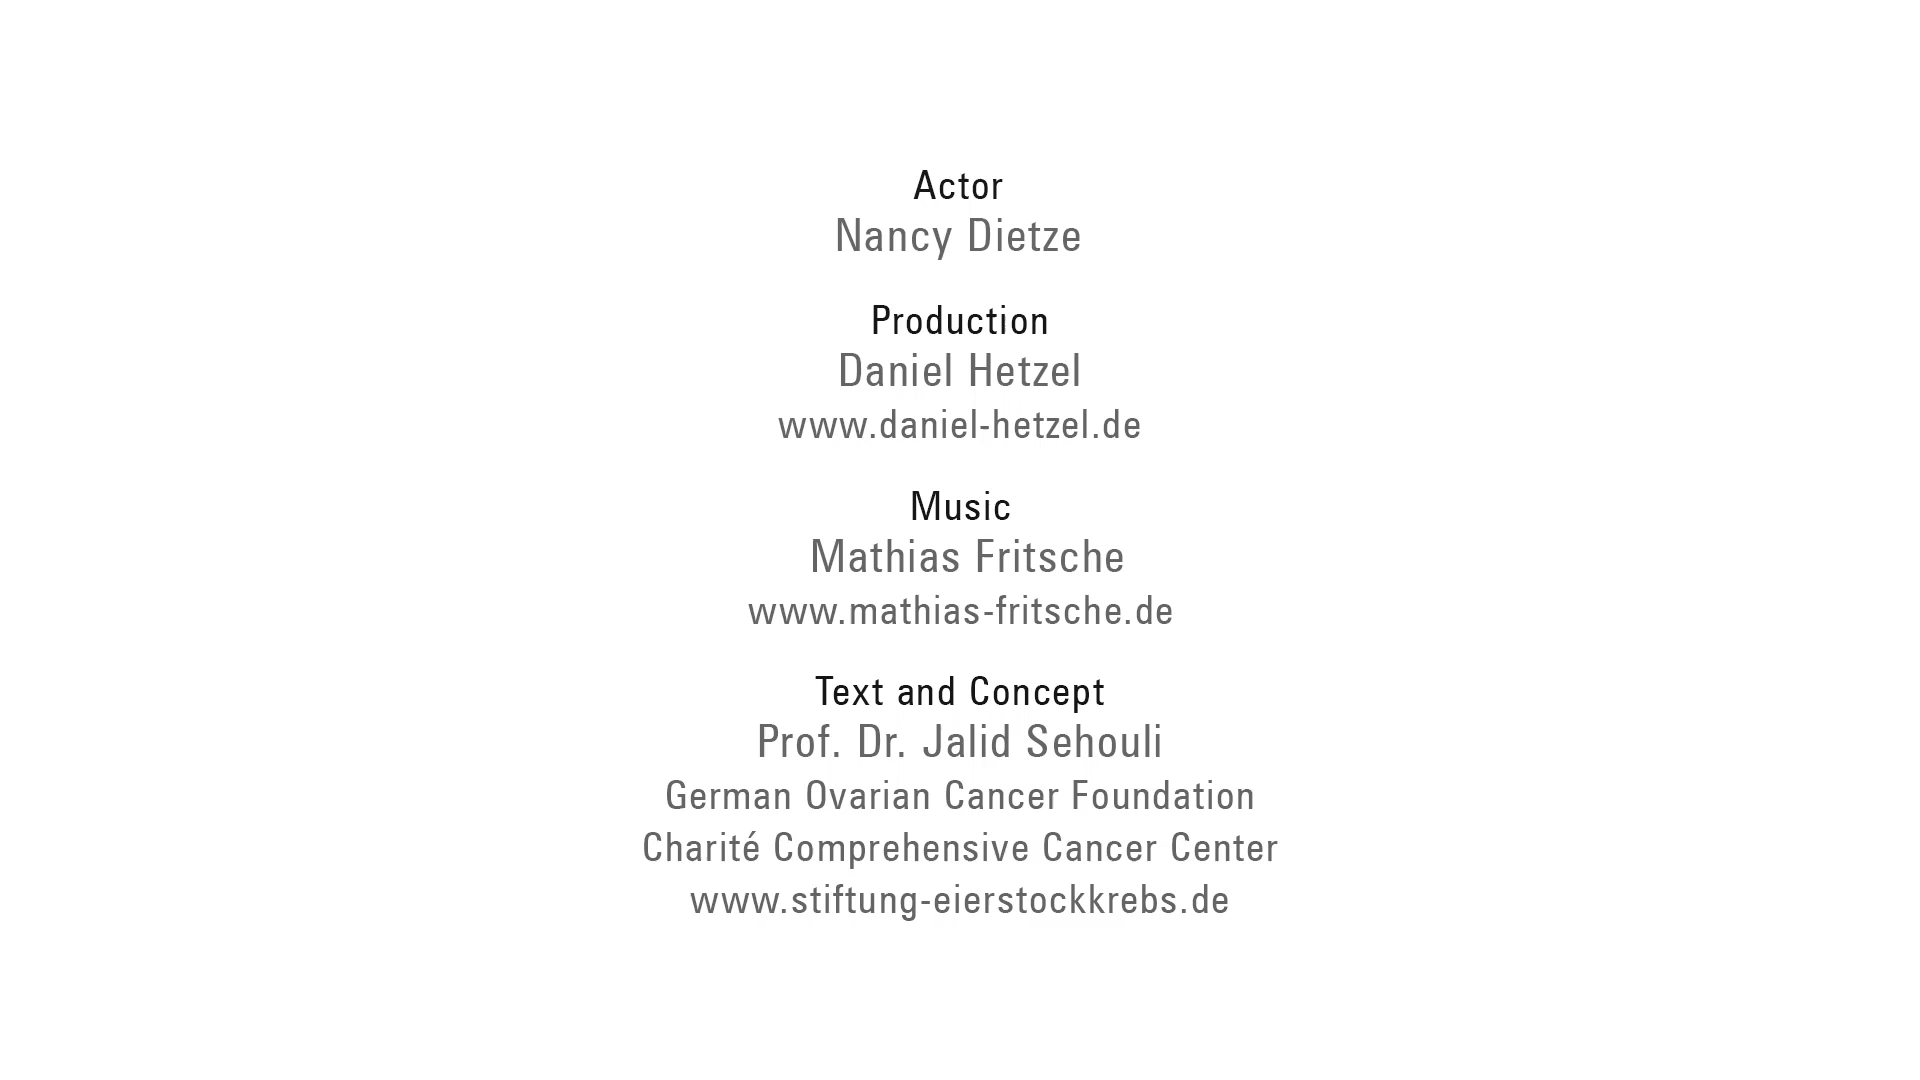 Actor
Nancy Dietze
Production
Daniel Hetzel
www.daniel-hetzel.de
Music
Mathias Fritsche
www.mathias-fritsche.de
Text and Concept
Prof. Dr. Jalid Sehouli
German Ovarian Cancer Foundation
Charité Comprehensive Cancer Center
www.stiftung-eierstockkrebs.de